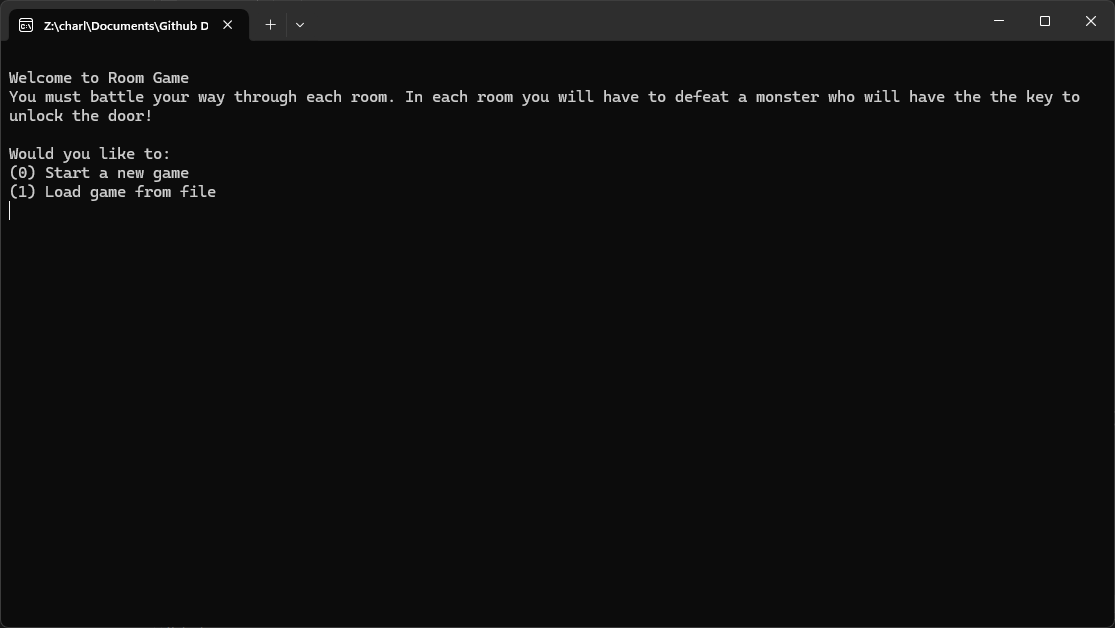 Z:\charl\Documents\Github D
Welcome to Room Game
You must battle your way through each room. In each room you will have to defeat a monster who will have the the key to
unlock the door!
Would you like to:
(0) Start a new game
(1) Load game from file